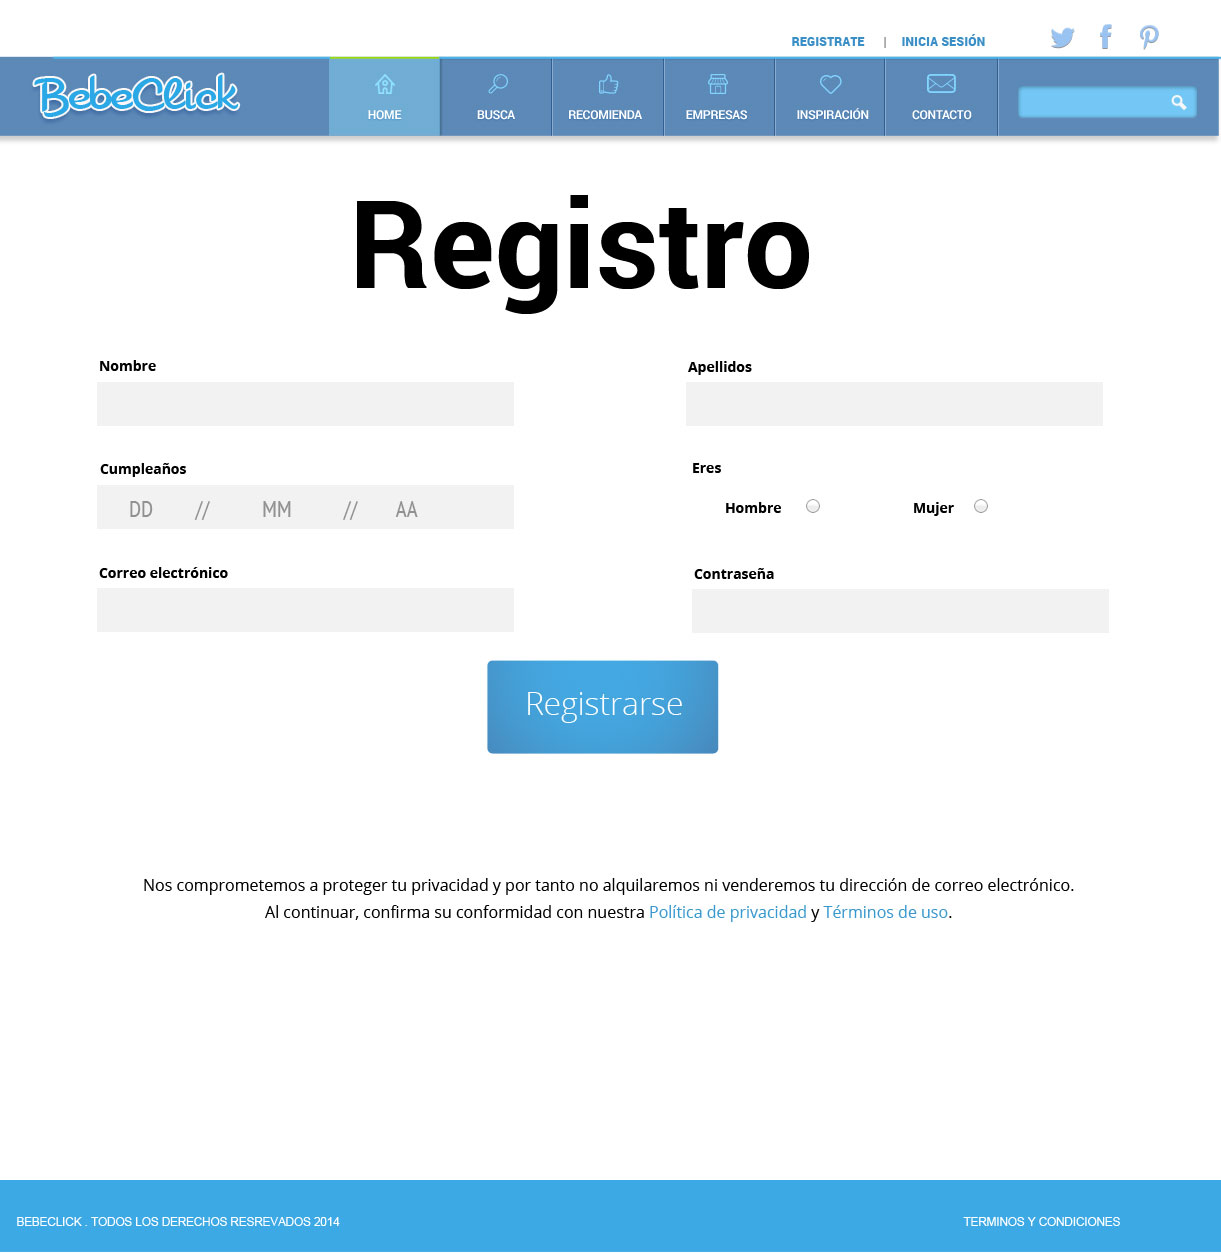 REGISTRATE | INICIA SESIÓN
BebeClick
HOME BUSCA RECOMIENDA EMPRESAS INSPIRACIÓN CONTACTO
Registro
Nombre Apellidos
Cumpleaños Eres
DD // MM // AA Hombre Mujer
Correo electrónico Contraseña
Registrarse
Nos comprometemos a proteger tu privacidad y por tanto no alquilaremos ni venderemos tu dirección de correo electrónico.
Al continuar, confirma su conformidad con nuestra Política de privacidad y Términos de uso.
BEBECLICK . TODOS LOS DERECHOS RESREVADOS 2014 TERMINOS Y CONDICIONES